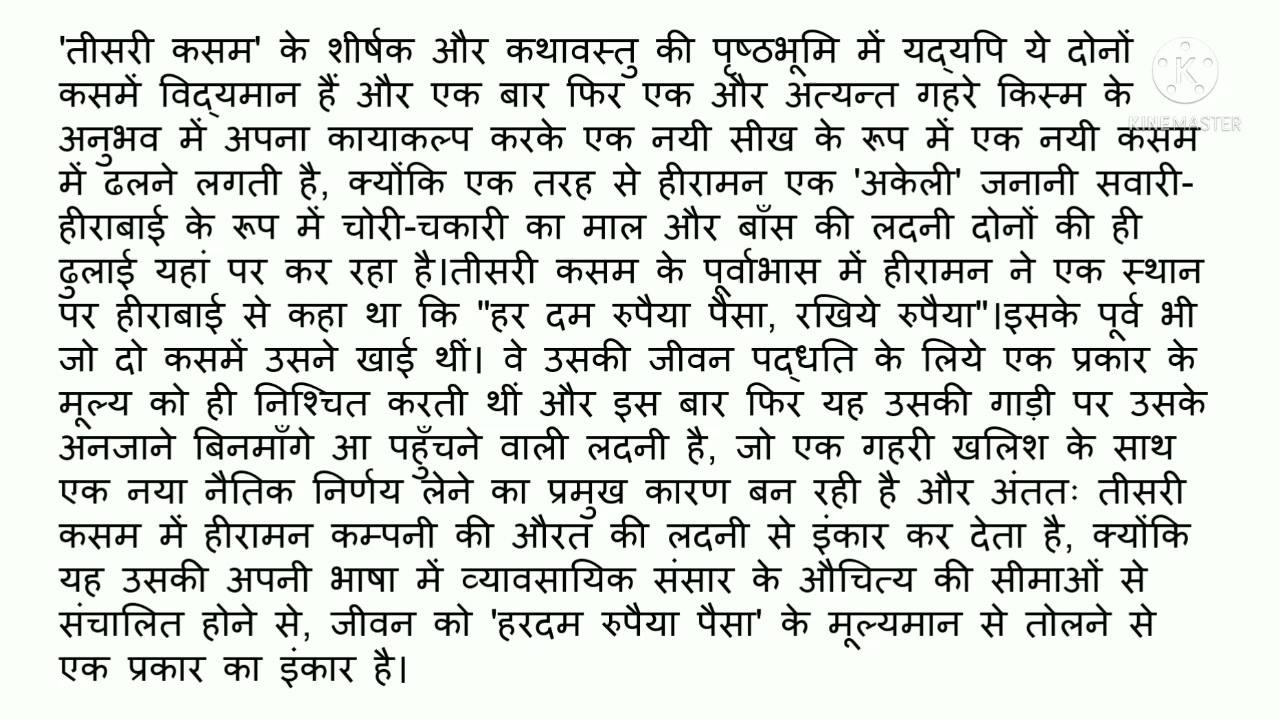 'तीसरी कसम' के शीर्षक और कथावस्तु की पृष्ठभूमि में यद्यपि ये दोनों
कसमें विद्यमान हैं और एक बार फिर एक और अत्यन्त गहरे किस्म के
अनुभव में अपना कायाकल्प करके एक नयी सीख के रूप में एक नयी कसम
में ढलने लगती है, क्योंकि एक तरह से हीरामन एक 'अकेली' जनानी सवारी-
हीराबाई के रूप में चोरी-चकारी का माल और बाँस की लदनी दोनों की ही
ढुलाई यहां पर कर रहा है।तीसरी कसम के पूर्वाभास में हीरामन ने एक स्थान
पर हीराबाई से कहा था कि "हर दम रुपैया पैसा, रखिये रुपैया"।इसके पूर्व भी
जो दो कसमें उसने खाई थीं। वे उसकी जीवन पद्धति के लिये एक प्रकार के
मूल्य को ही निश्चित करती थीं और इस बार फिर यह उसकी गाड़ी पर उसके
अनजाने बिनमाँगे आ पहुँचने वाली लदनी है, जो एक गहरी खलिश के साथ
एक नया नैतिक निर्णय लेने का प्रमुख कारण बन रही है और अंततः तीसरी
कसम में हीरामन कम्पनी की औरत की लदनी से इंकार कर देता है, क्योंकि
यह उसकी अपनी भाषा में व्यावसायिक संसार के औचित्य की सीमाओं से
संचालित होने से, जीवन को 'हरदम रुपैया पैसा' के मूल्यमान से तोलने से
एक प्रकार का इंकार है।
K
KINEMASTER